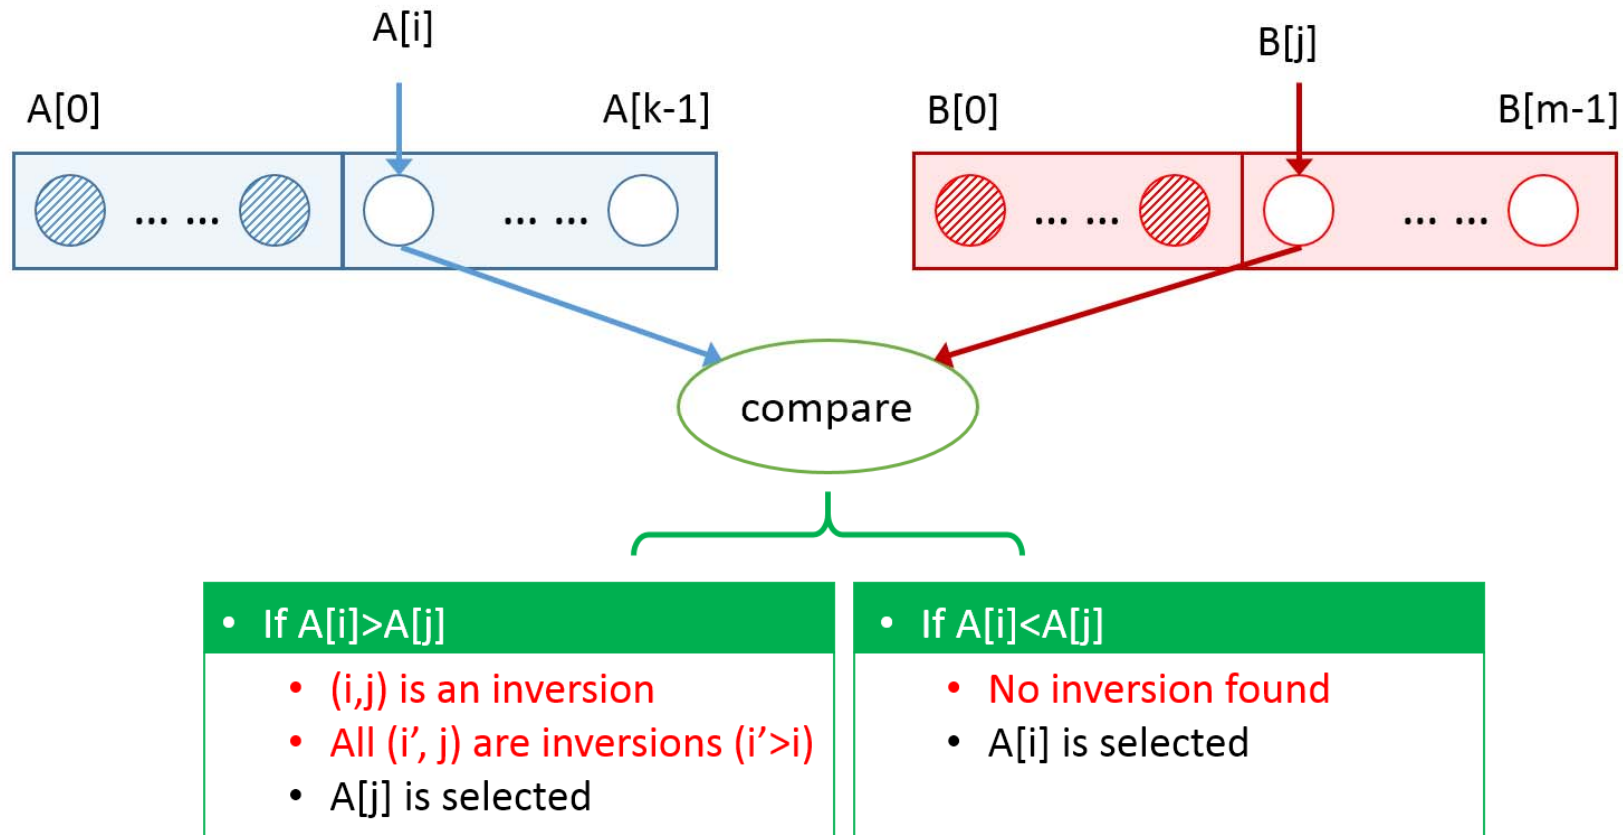 A[i]
B[j]
A[0]
A[k-1]
B[0]
B[m-1]
... ...
... ...
... ...
... ...
compare
• If A[i]>A[j]
• (i,j) is an inversion
• All (i’, j) are inversions (i’>i)
• A[j] is selected
• If A[i]<A[j]
• No inversion found
• A[i] is selected